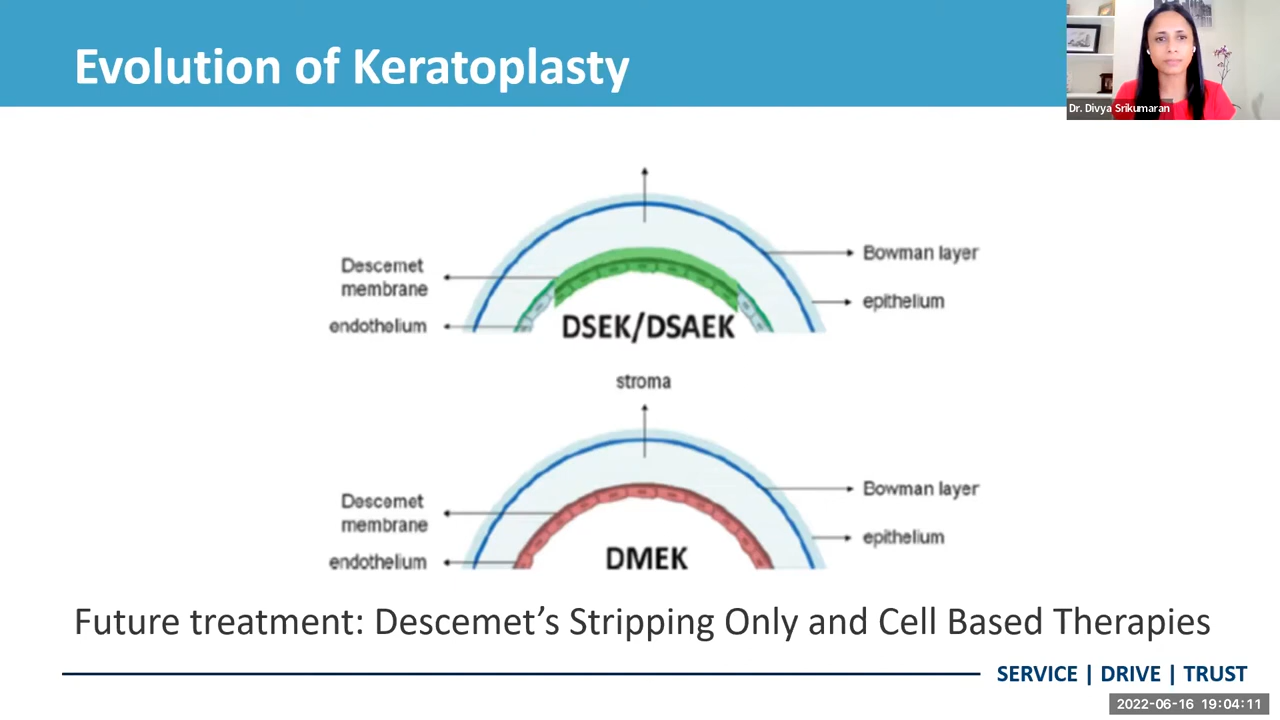 Evolution of Keratoplasty
Dr. Divya Srikumaran
Descemet
membrane
endothelium
Bowman layer
epithelium
DSEK/DSAEK
stroma
Descemet
membrane
endothelium
Bowman layer
epithelium
DMEK
Future treatment: Descemet’s Stripping Only and Cell Based Therapies
SERVICE | DRIVE | TRUST
2022-06-16 19:04:11